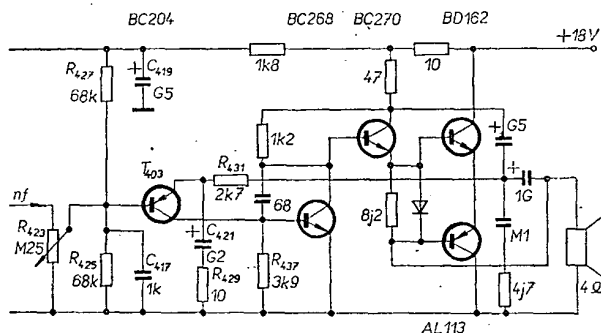 BC204 BC268 BC270 BD162
+18V
R427
68k
+ C419
G5
1k8
47
10
1k2
+ G5
T403
R431
2k7
+
1G
nf
68
8j2
M1
R423
M25
+ C421
G2
R425
68k
C417
1k
R429
10
R437
3k9
4j7
4Ω
AL113